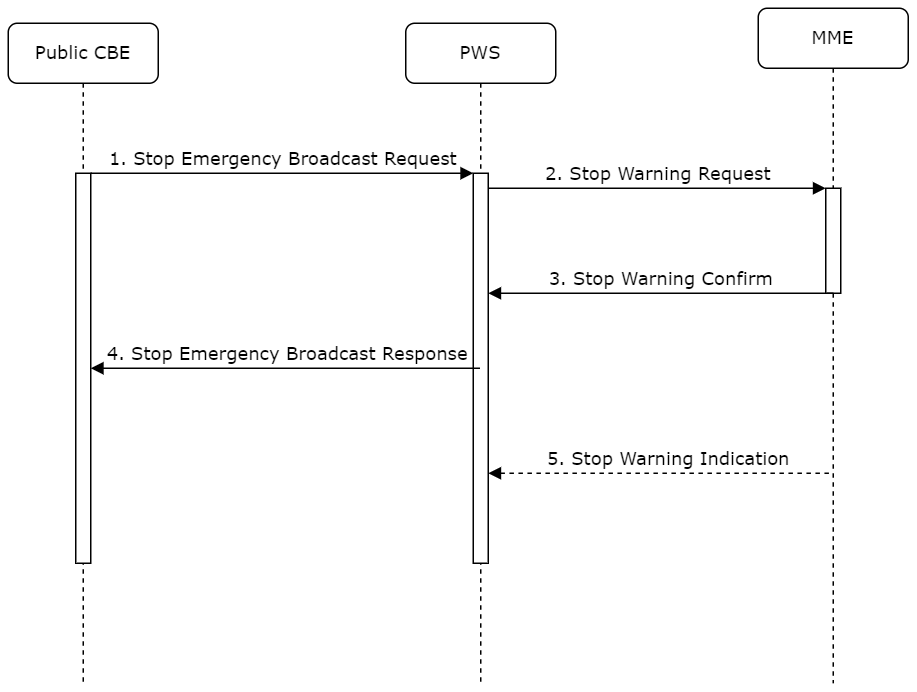 Public CBE
PWS
MME
1. Stop Emergency Broadcast Request
2. Stop Warning Request
3. Stop Warning Confirm
4. Stop Emergency Broadcast Response
5. Stop Warning Indication